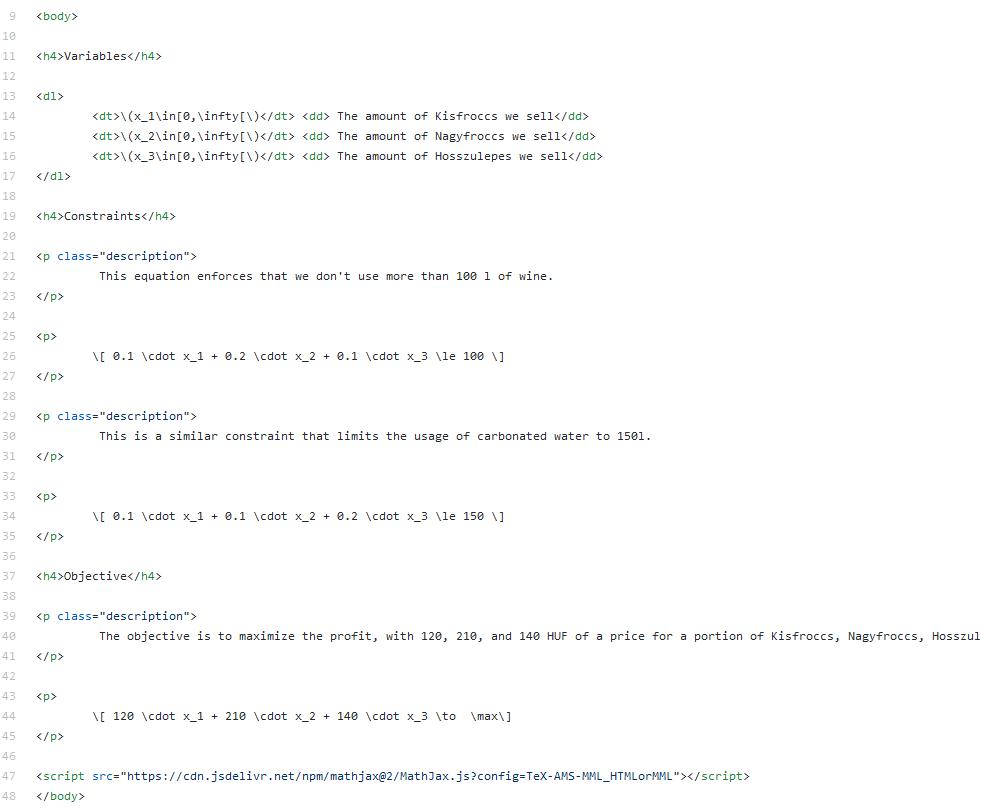 9 <body>
10
11 <h4>Variables</h4>
12
13 <dl>
14 <dt>\(x_1\in[0,\infty[\)</dt> <dd> The amount of Kisfroccs we sell</dd>
15 <dt>\(x_2\in[0,\infty[\)</dt> <dd> The amount of Nagyfroccs we sell</dd>
16 <dt>\(x_3\in[0,\infty[\)</dt> <dd> The amount of Hosszulepes we sell</dd>
17 </dl>
18
19 <h4>Constraints</h4>
20
21 <p class="description">
22 This equation enforces that we don't use more than 100 l of wine.
23 </p>
24
25 <p>
26 \[ 0.1 \cdot x_1 + 0.2 \cdot x_2 + 0.1 \cdot x_3 \le 100 \]
27 </p>
28
29 <p class="description">
30 This is a similar constraint that limits the usage of carbonated water to 150l.
31 </p>
32
33 <p>
34 \[ 0.1 \cdot x_1 + 0.1 \cdot x_2 + 0.2 \cdot x_3 \le 150 \]
35 </p>
36
37 <h4>Objective</h4>
38
39 <p class="description">
40 The objective is to maximize the profit, with 120, 210, and 140 HUF of a price for a portion of Kisfroccs, Nagyfroccs, Hosszul
41 </p>
42
43 <p>
44 \[ 120 \cdot x_1 + 210 \cdot x_2 + 140 \cdot x_3 \to  \max\]
45 </p>
46
47 <script src="https://cdn.jsdelivr.net/npm/mathjax@2/MathJax.js?config=TeX-AMS-MML_HTMLorMML"></script>
48 </body>